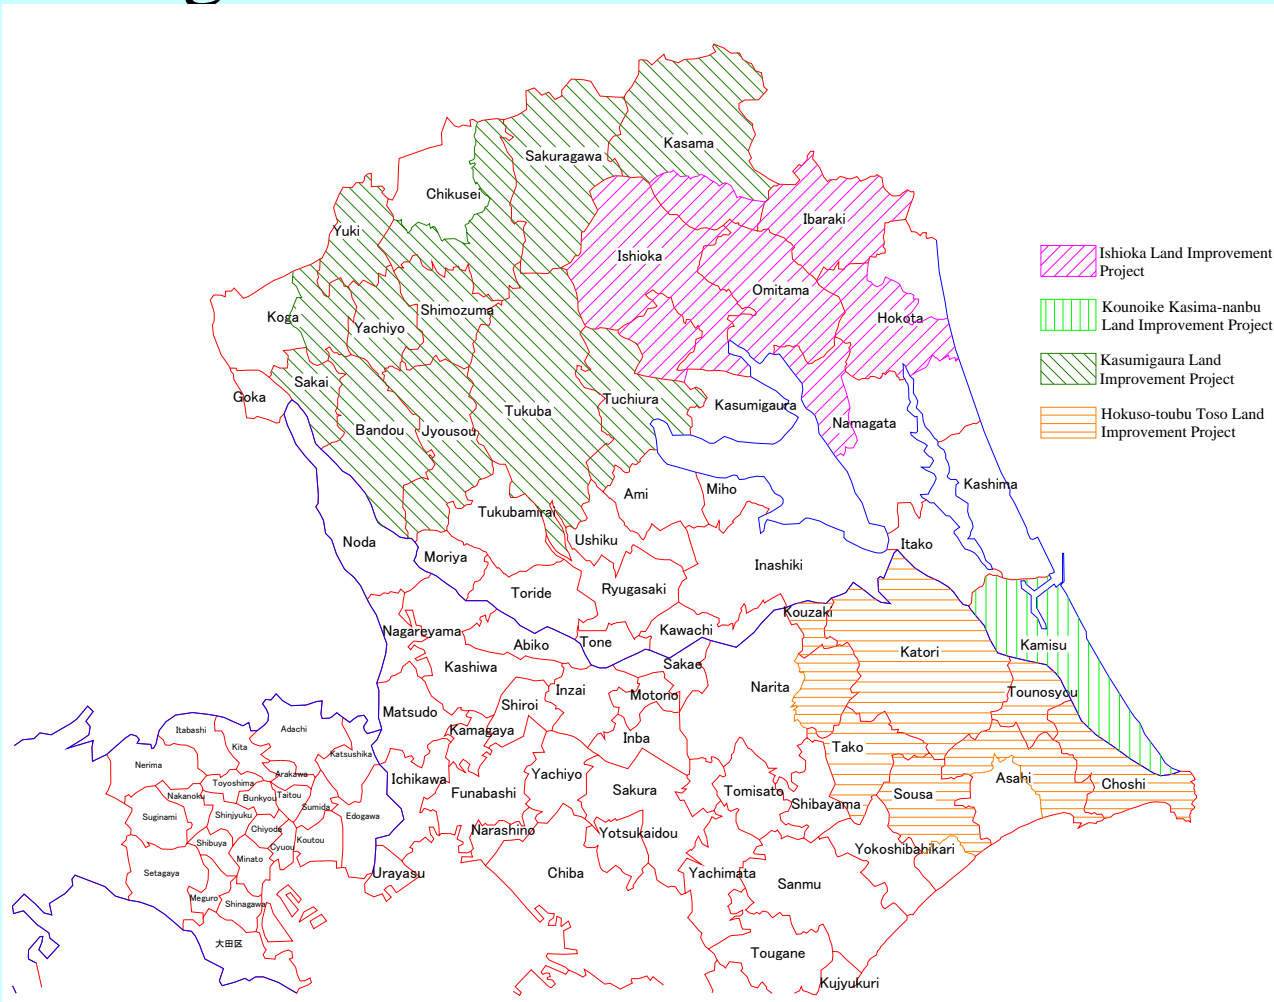 Kasama
Sakuragawa
Chikusei
Ibaraki
Yuki
Ishioka
Ishioka Land Improvement
Project
Omitama
Kounoike Kasima-nanbu
Land Improvement Project
Shimozuma
Koga
Yachiyo
Hokota
Kasumigaura Land
Improvement Project
Sakai
Goka
Tuchiura
Kasumigaura
Tukuba
Hokuso-toubu Toso Land
Improvement Project
Bandou
Jyousou
Namagata
Kashima
Ami
Miho
Tukubamirai
Noda
Ushiku
Itako
Moriya
Inashiki
Toride
Ryugasaki
Kouzaki
Nagareyama
Abiko
Tone
Kawachi
Kamisu
Katori
Kashiwa
Sakae
Inzai
Motono
Narita
Tounosyou
Shiroi
Matsudo
Kamagaya
Inba
Itabashi
Adachi
Kita
Katsushika
Tako
Nerima
Arakawa
Ichikawa
Yachiyo
Asahi
Choshi
Toyoshima
Nakanoku
Bunkyou
Taitou
Funabashi
Sakura
Tomisato
Sousa
Shibayama
Suginami
Shinjyuku
Sumida
Edogawa
Chiyoda
Narashino
Yotsukaidou
Shibuya
Cyuou
Koutou
Yokoshibahikari
Minato
Setagaya
Urayasu
Chiba
Yachimata
Sanmu
Meguro
Shinagawa
大田区
Tougane
Kujyukuri